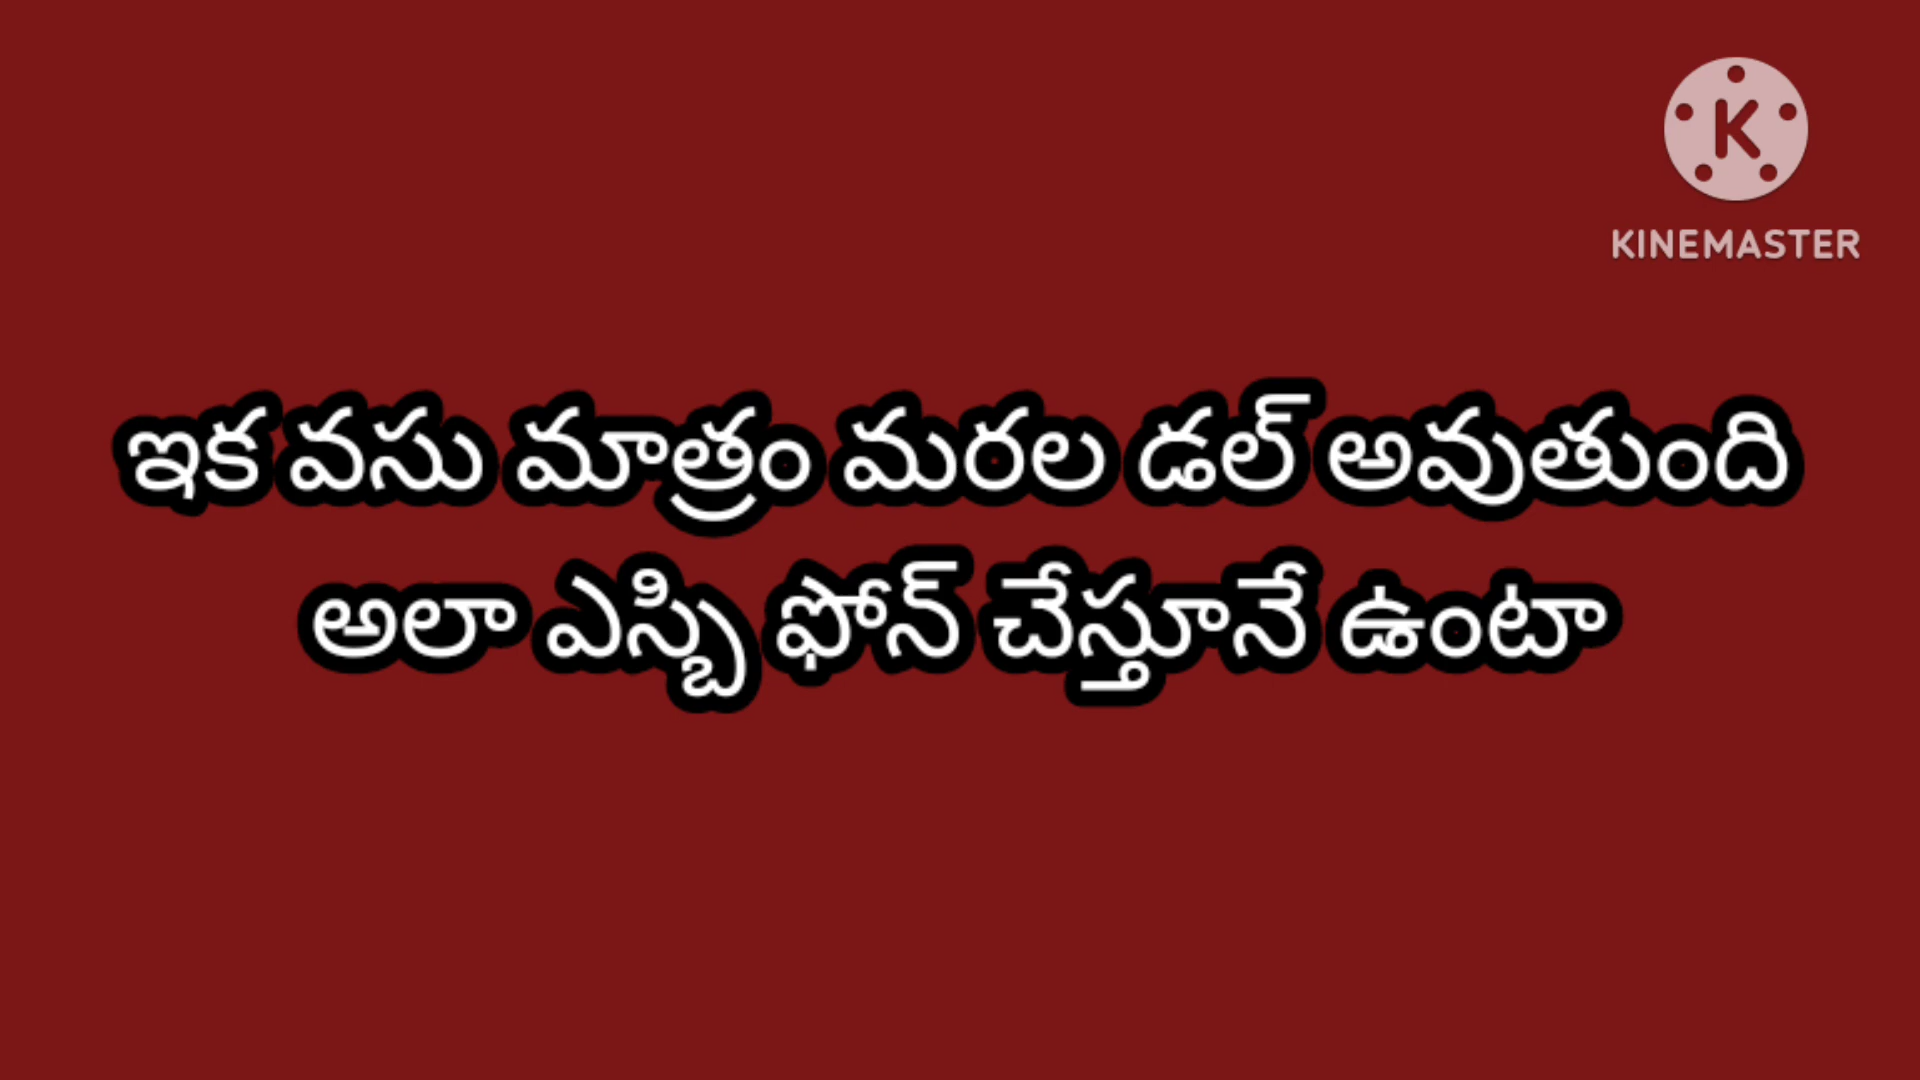 KINEMASTER
ఇక వసు మాత్రం మరల డల్ అవుతుంది
అలా ఎస్బి ఫోన్ చేస్తూనే ఉంటా